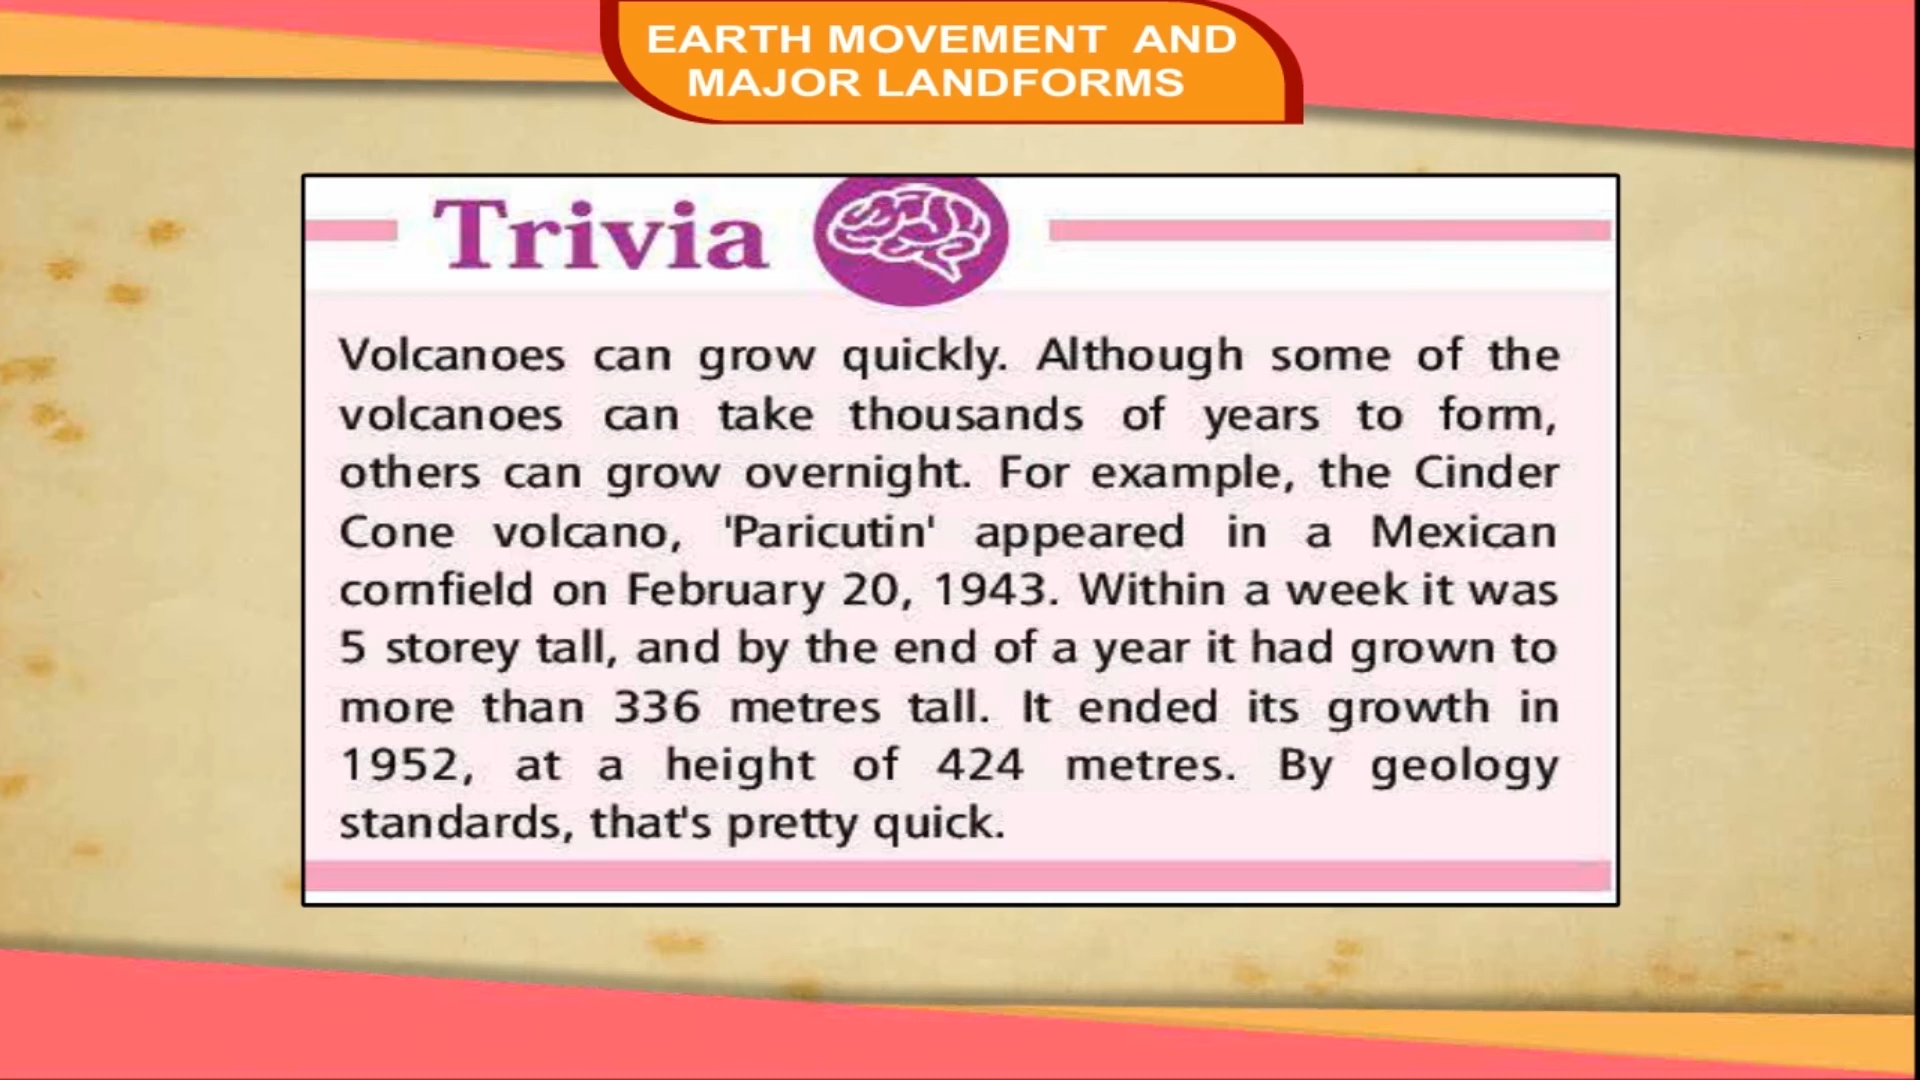 EARTH MOVEMENT AND
MAJOR LANDFORMS
Trivia
Volcanoes can grow quickly. Although some of the
volcanoes can take thousands of years to form,
others can grow overnight. For example, the Cinder
Cone volcano, 'Paricutin' appeared in a Mexican
cornfield on February 20, 1943. Within a week it was
5 storey tall, and by the end of a year it had grown to
more than 336 metres tall. It ended its growth in
1952, at a height of 424 metres. By geology
standards, that's pretty quick.